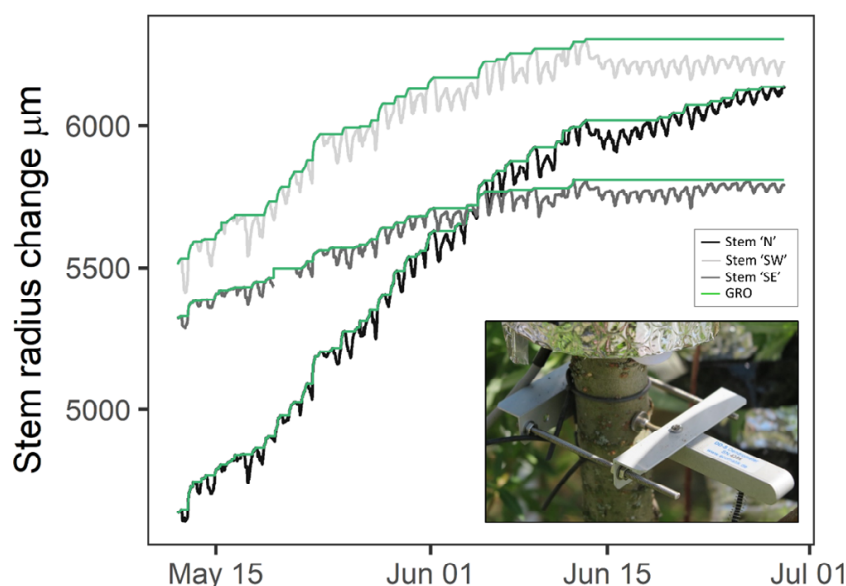 Stem radius change μm
6000
5500
5000
Stem 'N'
Stem 'SW'
Stem 'SE'
GRO
May 15
Jun 01
Jun 15
Jul 01